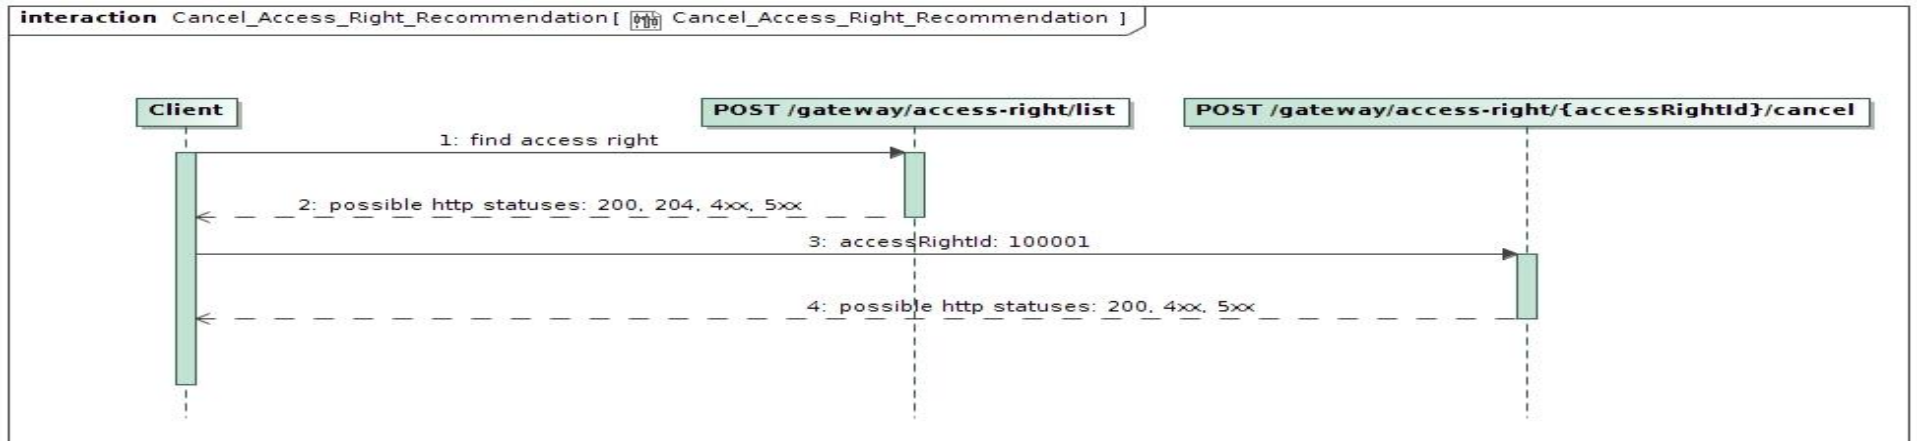 interaction Cancel_Access_Right_Recommendation[ Cancel_Access_Right_Recommendation ]
Client
POST /gateway/access-right/list
POST /gateway/access-right/{accessRightId}/cancel
1: find access right
2: possible http statuses: 200, 204, 4xx, 5xx
3: accessRightId: 100001
4: possible http statuses: 200, 4xx, 5xx